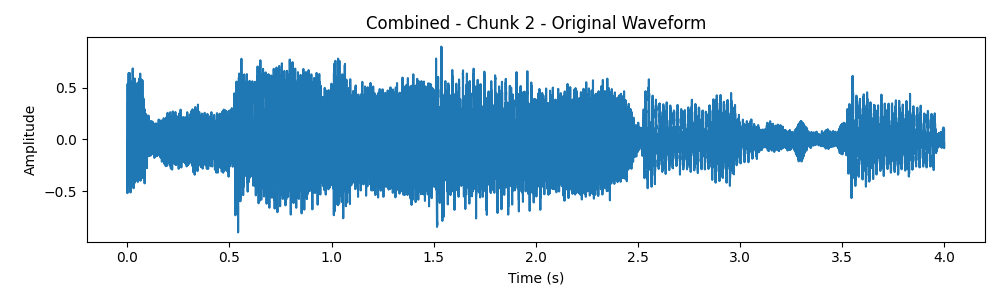 Combined - Chunk 2 - Original Waveform
Amplitude
0.5
0.0
−0.5
0.0 0.5 1.0 1.5 2.0 2.5 3.0 3.5 4.0
Time (s)